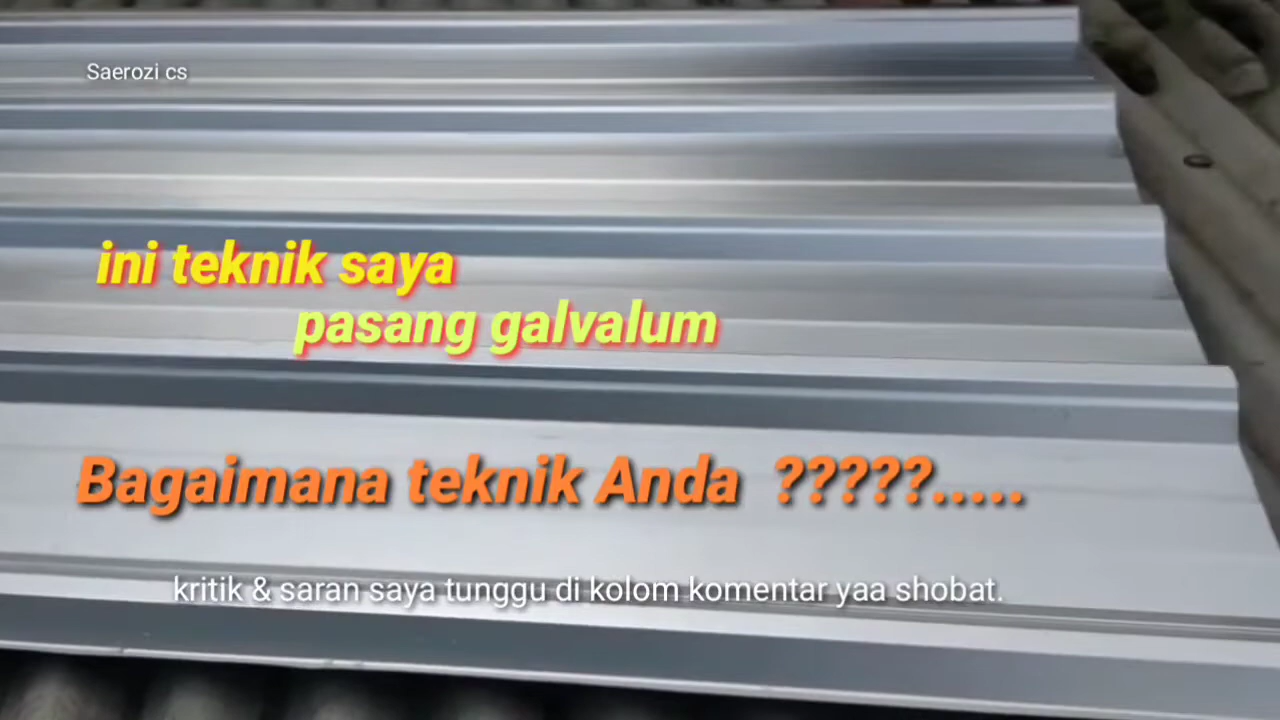 Saerozi cs
ini teknik saya
pasang galvalum
Bagaimana teknik Anda ?????.....
kritik & saran saya tunggu di kolom komentar yaa shobat.